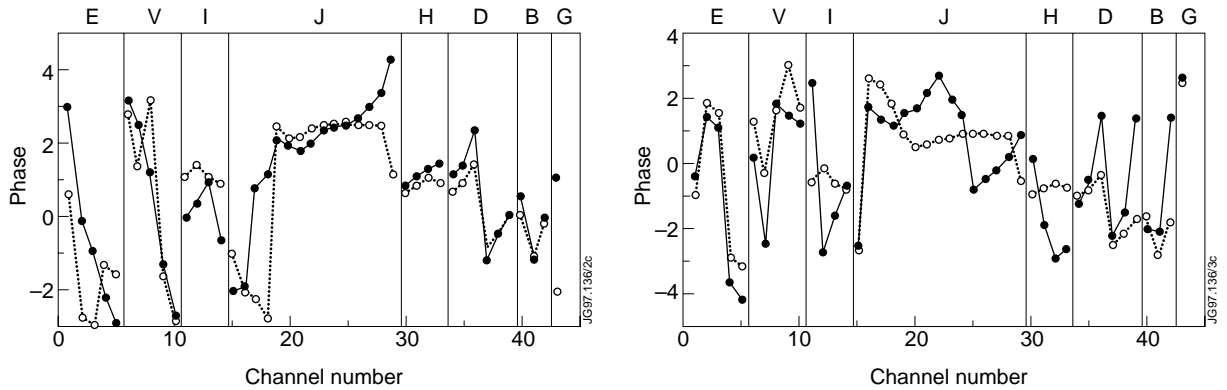 E V I J H D B G
Phase
4
2
0
–2
0 10 20 30 40
Channel number
JG97.136/2c
E V I J H D B G
Phase
4
2
0
–2
–4
0 10 20 30 40
Channel number
JG97.136/3c